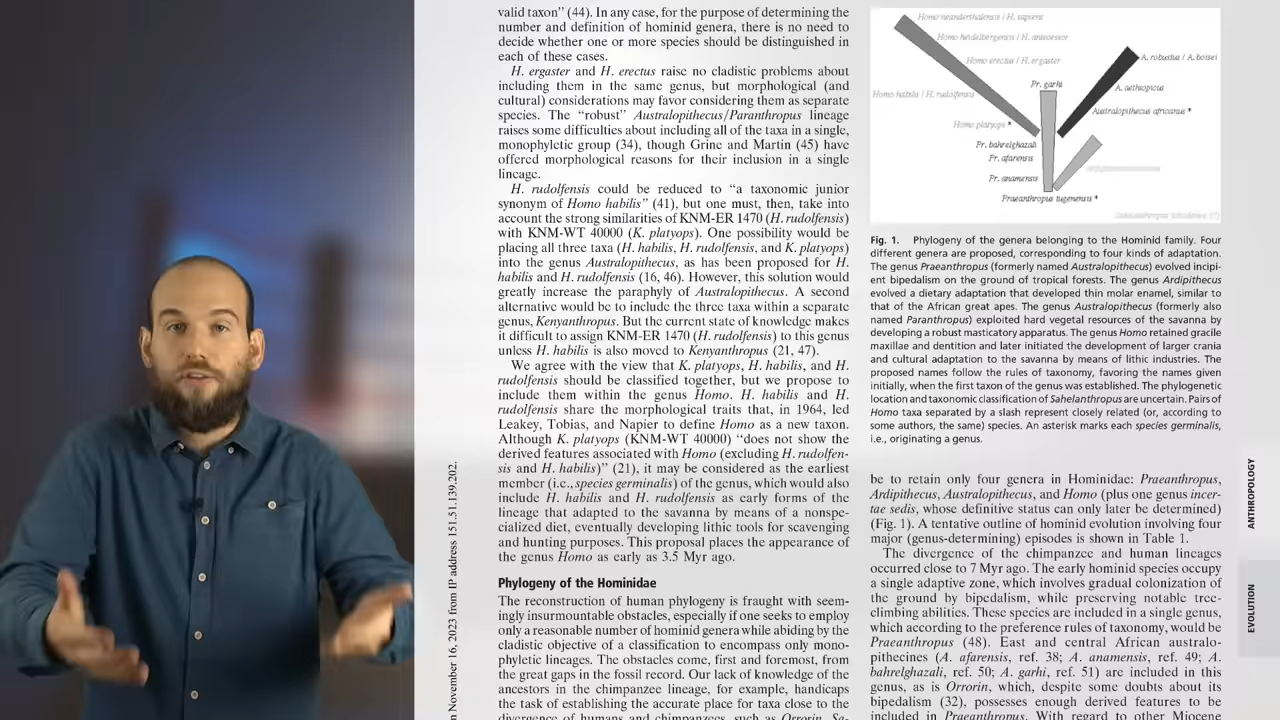 valid taxon” (44). In any case, for the purpose of determining the
number and definition of hominid genera, there is no need to
decide whether one or more species should be distinguished in
each of these cases.
H. ergaster and H. erectus raise no cladistic problems about
including them in the same genus, but morphological (and
cultural) considerations may favor considering them as separate
species. The “robust” Australopithecus/Paranthropus lineage
raises some difficulties about including all of the taxa in a single,
monophyletic group (34), though Grine and Martin (45) have
offered morphological reasons for their inclusion in a single
lineage.
H. rudolfensis could be reduced to “a taxonomic junior
synonym of Homo habilis” (41), but one must, then, take into
account the strong similarities of KNM-ER 1470 (H. rudolfensis)
with KNM-WT 40000 (K. platyops). One possibility would be
placing all three taxa (H. habilis, H. rudolfensis, and K. platyops)
into the genus Australopithecus, as has been proposed for H.
habilis and H. rudolfensis (16, 46). However, this solution would
greatly increase the paraphyly of Australopithecus. A second
alternative would be to include the three taxa within a separate
genus, Kenyanthropus. But the current state of knowledge makes
it difficult to assign KNM-ER 1470 (H. rudolfensis) to this genus
unless H. habilis is also moved to Kenyanthropus (21, 47).
We agree with the view that K. platyops, H. habilis, and H.
rudolfensis should be classified together, but we propose to
include them within the genus Homo. H. habilis and H.
rudolfensis share the morphological traits that, in 1964, led
Leakey, Tobias, and Napier to define Homo as a new taxon.
Although K. platyops (KNM-WT 40000) “does not show the
derived features associated with Homo (excluding H. rudolfen-
sis and H. habilis)” (21), it may be considered as the earliest
member (i.e., species germinalis) of the genus, which would also
include H. habilis and H. rudolfensis as early forms of the
lineage that adapted to the savanna by means of a nonspe-
cialized diet, eventually developing lithic tools for scavenging
and hunting purposes. This proposal places the appearance of
the genus Homo as early as 3.5 Myr ago.
Phylogeny of the Hominidae
The reconstruction of human phylogeny is fraught with seem-
ingly insurmountable obstacles, especially if one seeks to employ
only a reasonable number of hominid genera while abiding by the
cladistic objective of a classification to encompass only mono-
phyletic lineages. The obstacles come, first and foremost, from
the great gaps in the fossil record. Our lack of knowledge of the
ancestors in the chimpanzee lineage, for example, handicaps
the task of establishing the accurate place for taxa close to the
divergence of humans and chimpanzees, such as Orrorin, Sa-
n November 16, 2023 from IP address 151.51.139.202.
Homo neanderthalensis / H. sapiens
Homo heidelbergensis / H. antecessor
Homo erectus / H. ergaster
A. robustus / A. boisei
Pr. garhi
A. aethiopicus
Homo habilis / H. rudolfensis
Australopithecus africanus *
Homo platyops *
Pr. bahrelghazali
Pr. afarensis
Pr. anamensis
Praeanthropus tugenensis *
Fig. 1. Phylogeny of the genera belonging to the Hominid family. Four
different genera are proposed, corresponding to four kinds of adaptation.
The genus Praeanthropus (formerly named Australopithecus) evolved incipi-
ent bipedalism on the ground of tropical forests. The genus Ardipithecus
evolved a dietary adaptation that developed thin molar enamel, similar to
that of the African great apes. The genus Australopithecus (formerly also
named Paranthropus) exploited hard vegetal resources of the savanna by
developing a robust masticatory apparatus. The genus Homo retained gracile
maxillae and dentition and later initiated the development of larger crania
and cultural adaptation to the savanna by means of lithic industries. The
proposed names follow the rules of taxonomy, favoring the names given
initially, when the first taxon of the genus was established. The phylogenetic
location and taxonomic classification of Sahelanthropus are uncertain. Pairs of
Homo taxa separated by a slash represent closely related (or, according to
some authors, the same) species. An asterisk marks each species germinalis,
i.e., originating a genus.
be to retain only four genera in Hominidae: Praeanthropus,
Ardipithecus, Australopithecus, and Homo (plus one genus incer-
tae sedis, whose definitive status can only later be determined)
(Fig. 1). A tentative outline of hominid evolution involving four
major (genus-determining) episodes is shown in Table 1.
The divergence of the chimpanzee and human lineages
occurred close to 7 Myr ago. The early hominid species occupy
a single adaptive zone, which involves gradual colonization of
the ground by bipedalism, while preserving notable tree-
climbing abilities. These species are included in a single genus,
which according to the preference rules of taxonomy, would be
Praeanthropus (48). East and central African australo-
pithecines (A. afarensis, ref. 38; A. anamensis, ref. 49; A.
bahrelghazali, ref. 50; A. garhi, ref. 51) are included in this
genus, as is Orrorin, which, despite some doubts about its
bipedalism (32), possesses enough derived features to be
included in Praeanthropus. With regard to other Miocene
ANTHROPOLOGY
EVOLUTION